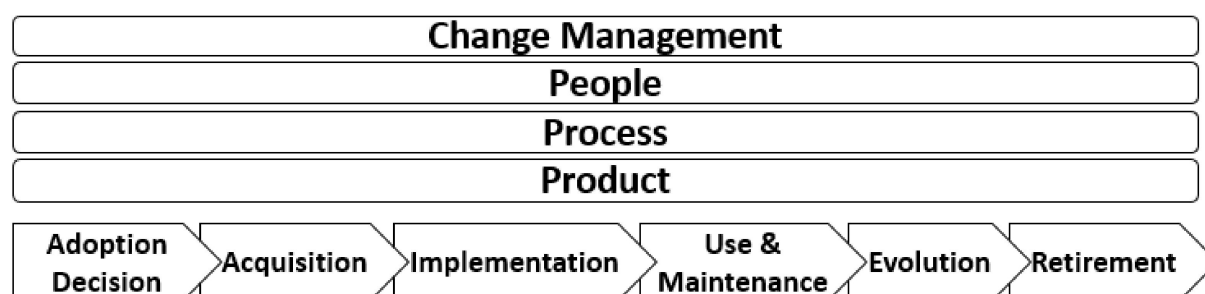 Change Management
People
Process
Product
Adoption
Decision
Acquisition
Implementation
Use &
Maintenance
Evolution
Retirement